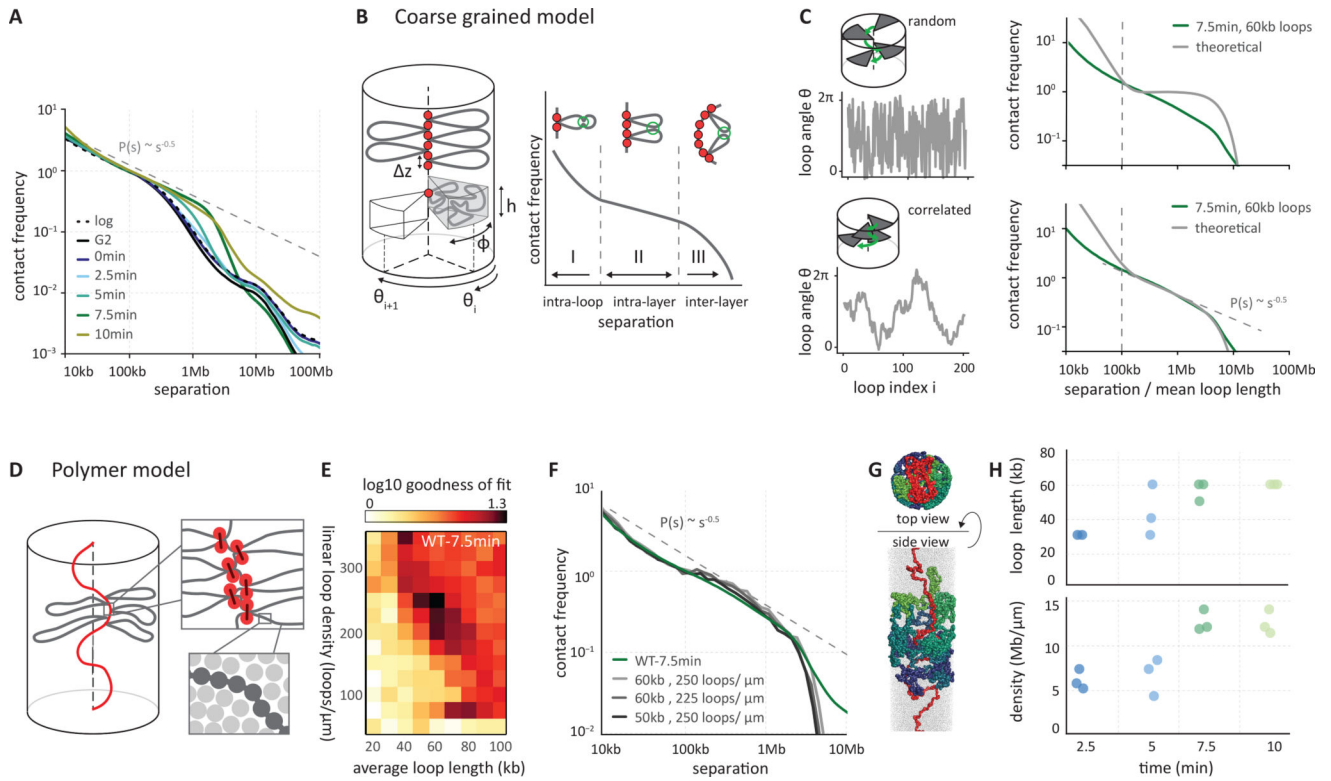 A
contact frequency
10¹
10⁰
10⁻¹
10⁻²
10⁻³
P(s) ~ s⁻⁰·⁵
log
G2
0min
2.5min
5min
7.5min
10min
10kb 100kb 1Mb 10Mb 100Mb
separation
B Coarse grained model
Δz
h
ϕ
θi+1
θi
contact frequency
I II III
intra-loop intra-layer inter-layer
separation
C
random
loop angle θ
2π
0
correlated
loop angle θ
2π
0
0 100 200
loop index i
contact frequency
10¹
10⁰
10⁻¹
7.5min, 60kb loops
theoretical
contact frequency
10¹
10⁰
10⁻¹
7.5min, 60kb loops
theoretical
P(s) ~ s⁻⁰·⁵
10kb 100kb 1Mb 10Mb 100Mb
separation / mean loop length
D Polymer model
E
log10 goodness of fit
0 1.3
WT-7.5min
linear loop density (loops/μm)
300
200
100
20 40 60 80 100
average loop length (kb)
F
contact frequency
10¹
10⁰
10⁻¹
10⁻²
P(s) ~ s⁻⁰·⁵
WT-7.5min
60kb , 250 loops/ μm
60kb , 225 loops/ μm
50kb , 250 loops/ μm
10kb 100kb 1Mb 10Mb
separation
G
top view
side view
H
loop length (kb)
80
60
40
20
0
density (Mb/μm)
15
10
5
0
2.5 5 7.5 10
time (min)